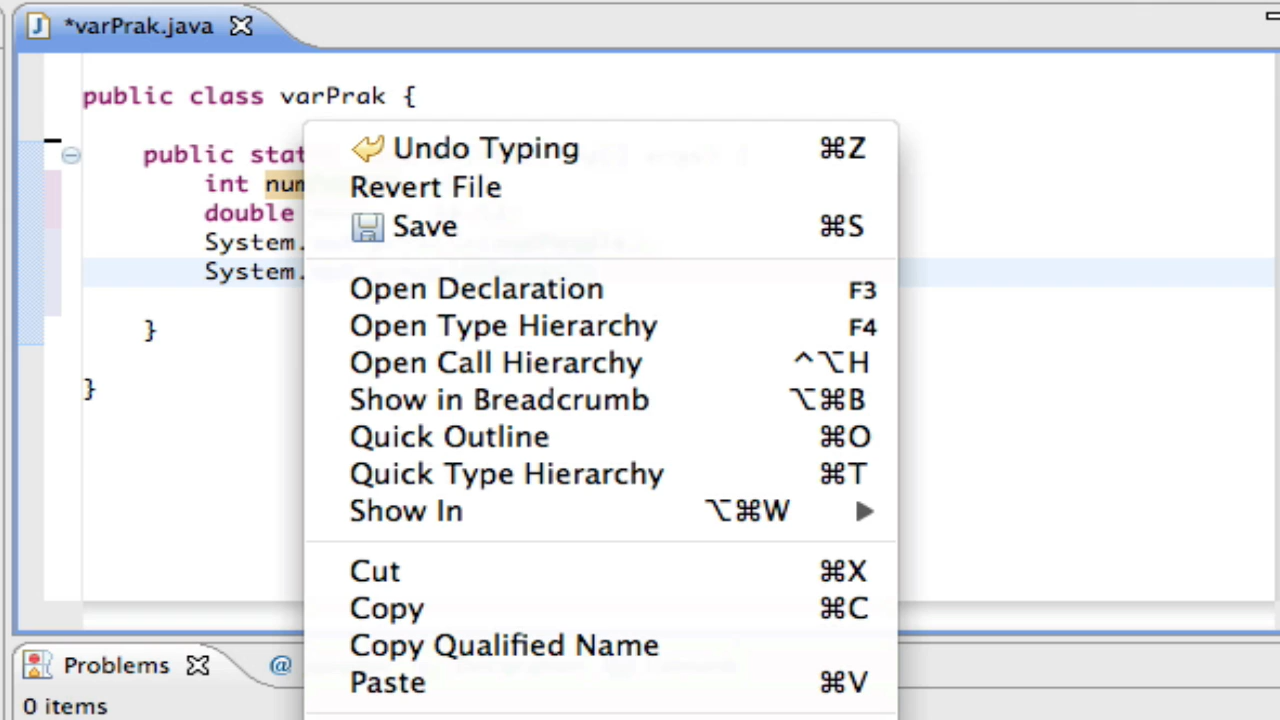 *varPrak.java
public class varPrak {
public stat
int num
double
System.
System.
}
}
Undo Typing ⌘Z
Revert File
Save ⌘S
Open Declaration F3
Open Type Hierarchy F4
Open Call Hierarchy ^⌥H
Show in Breadcrumb ⌥⌘B
Quick Outline ⌘O
Quick Type Hierarchy ⌘T
Show In ⌥⌘W ▶
Cut ⌘X
Copy ⌘C
Copy Qualified Name
Paste ⌘V
Problems @
0 items